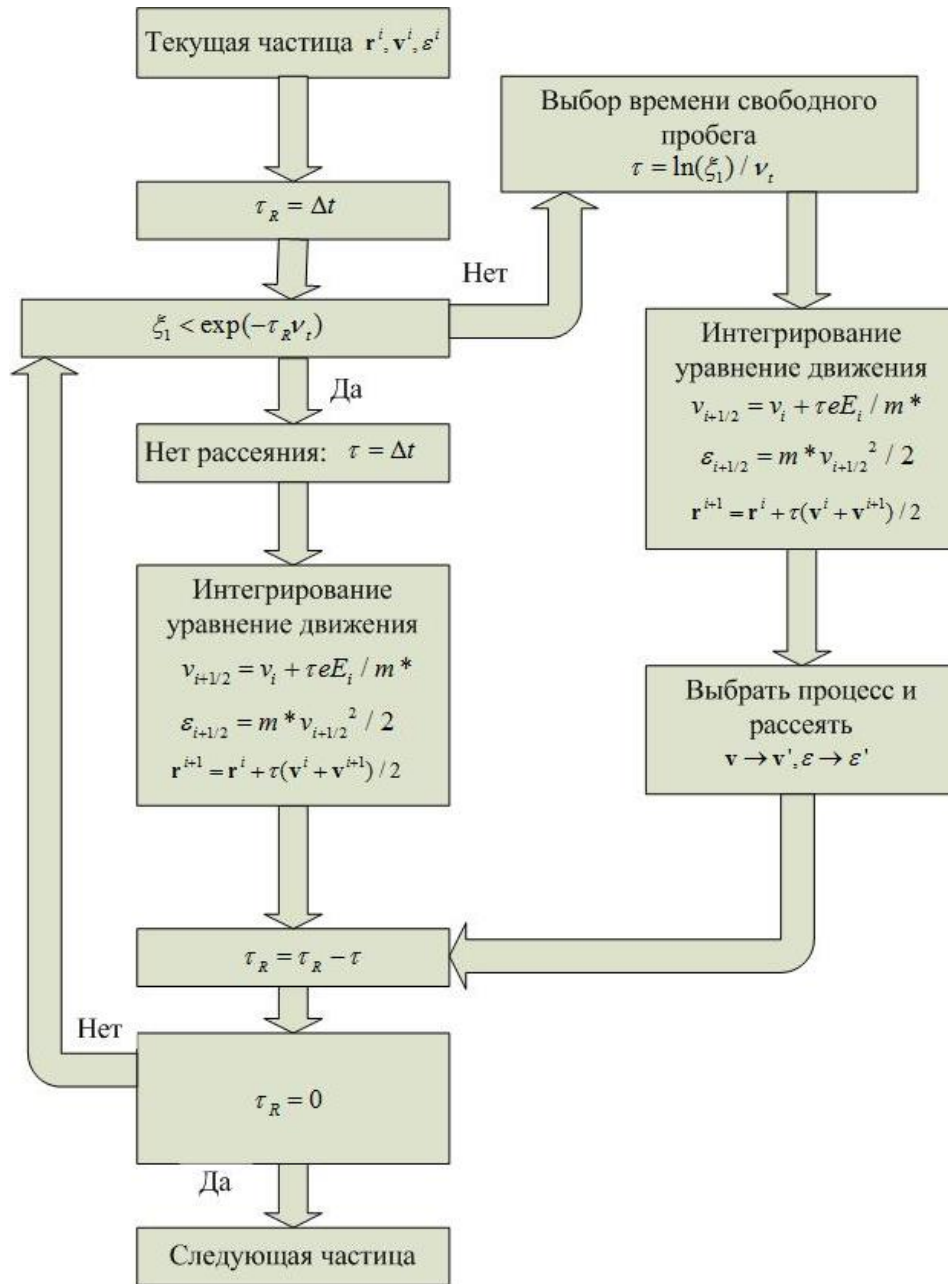 Текущая частица r^i, v^i, ε^i
τ_R = Δt
ξ₁ < exp(−τ_R ν_t)
Нет
Выбор времени свободного
пробега
τ = ln(ξ₁) / ν_t
Интегрирование
уравнение движения
v_{i+1/2} = v_i + τeE_i / m*
ε_{i+1/2} = m* v_{i+1/2}² / 2
r^{i+1} = r^i + τ(v^i + v^{i+1}) / 2
Выбрать процесс и
рассеять
v → v', ε → ε'
Да
Нет рассеяния: τ = Δt
Интегрирование
уравнение движения
v_{i+1/2} = v_i + τeE_i / m*
ε_{i+1/2} = m* v_{i+1/2}² / 2
r^{i+1} = r^i + τ(v^i + v^{i+1}) / 2
τ_R = τ_R − τ
Нет
τ_R = 0
Да
Следующая частица